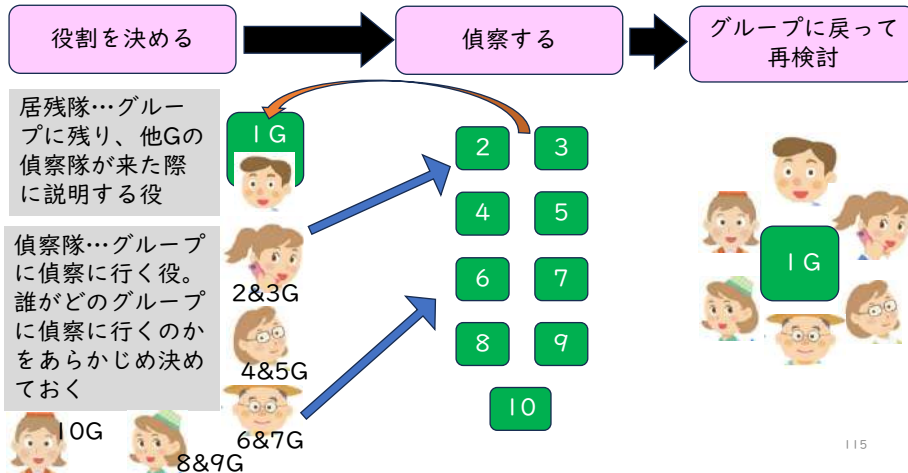 役割を決める
偵察する
グループに戻って
再検討
居残隊…グルー
プに残り、他Gの
偵察隊が来た際
に説明する役
1G
偵察隊…グループ
に偵察に行く役。
誰がどのグループ
に偵察に行くのか
をあらかじめ決め
ておく
2&3G
4&5G
6&7G
10G
8&9G
2
3
4
5
6
7
8
9
10
1G
115